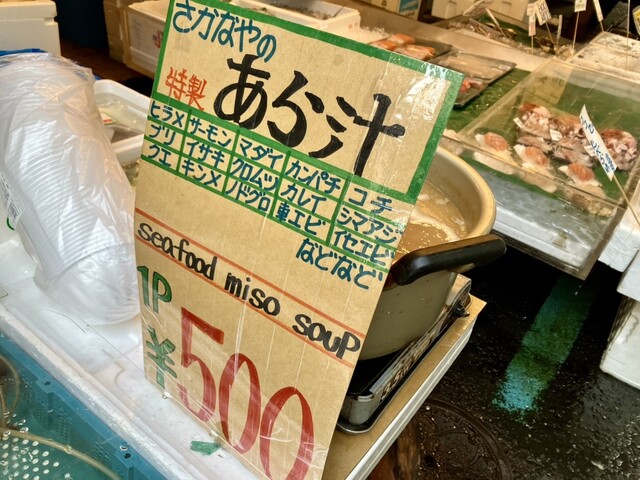 さかなやの
特製
あら汁
ヒラメ サーモン マダイ カンパチ コチ
ブリ イサキ クロムツ カレイ シマアジ
クエ キンメ ノドグロ 車エビ イセエビ
などなど
seafood miso soup
1P
¥500